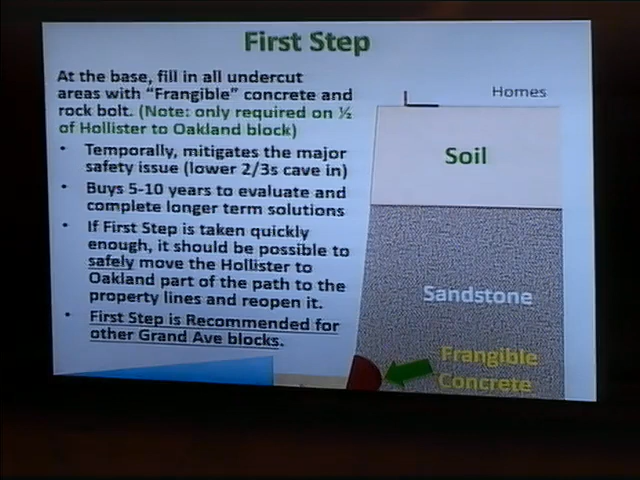 First Step
At the base, fill in all undercut
areas with “Frangible” concrete and
rock bolt. (Note: only required on ½
of Hollister to Oakland block)
• Temporally, mitigates the major
safety issue (lower 2/3s cave in)
• Buys 5-10 years to evaluate and
complete longer term solutions
• If First Step is taken quickly
enough, it should be possible to
safely move the Hollister to
Oakland part of the path to the
property lines and reopen it.
• First Step is Recommended for
other Grand Ave blocks.
Homes
Soil
Sandstone
Frangible
Concrete